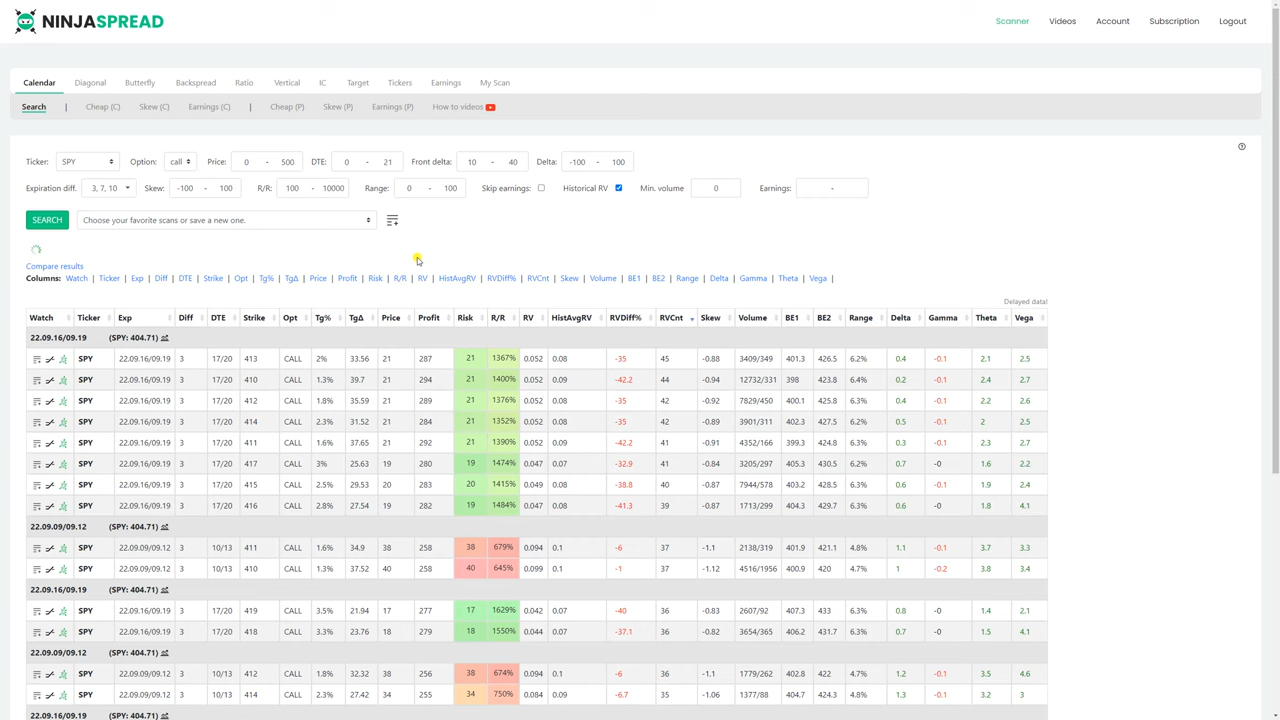 NINJASPREAD Scanner Videos Account Subscription Logout
Calendar Diagonal Butterfly Backspread Ratio Vertical IC Target Tickers Earnings My Scan
Search | Cheap (C) Skew (C) Earnings (C) | Cheap (P) Skew (P) Earnings (P) How to videos
Ticker: SPY Option: call Price: 0 - 500 DTE: 0 - 21 Front delta: 10 - 40 Delta: -100 - 100
Expiration diff. 3, 7, 10 Skew: -100 - 100 R/R: 100 - 10000 Range: 0 - 100 Skip earnings: Historical RV Min. volume 0 Earnings: -
SEARCH Choose your favorite scans or save a new one.
Compare results
Columns: Watch | Ticker | Exp | Diff | DTE | Strike | Opt | Tg% | TgΔ | Price | Profit | Risk | R/R | RV | HistAvgRV | RVDiff% | RVCnt | Skew | Volume | BE1 | BE2 | Range | Delta | Gamma | Theta | Vega |
Delayed data!
Watch Ticker Exp Diff DTE Strike Opt Tg% TgΔ Price Profit Risk R/R RV HistAvgRV RVDiff% RVCnt Skew Volume BE1 BE2 Range Delta Gamma Theta Vega
22.09.16/09.19 (SPY: 404.71)
SPY 22.09.16/09.19 3 17/20 413 CALL 2% 33.56 21 287 21 1367% 0.052 0.08 -35 45 -0.88 3409/349 401.3 426.5 6.2% 0.4 -0.1 2.1 2.5
SPY 22.09.16/09.19 3 17/20 410 CALL 1.3% 39.7 21 294 21 1400% 0.052 0.09 -42.2 44 -0.94 12732/331 398 423.8 6.4% 0.2 -0.1 2.4 2.7
SPY 22.09.16/09.19 3 17/20 412 CALL 1.8% 35.59 21 289 21 1376% 0.052 0.08 -35 42 -0.92 7829/450 400.1 425.8 6.4% 0.4 -0.1 2.2 2.6
SPY 22.09.16/09.19 3 17/20 414 CALL 2.3% 31.52 21 284 21 1352% 0.052 0.08 -35 42 -0.89 3901/311 402.3 427.3 6.2% 0.5 -0.1 2 2.5
SPY 22.09.16/09.19 3 17/20 411 CALL 1.6% 37.65 21 292 21 1390% 0.052 0.09 -42.2 41 -0.91 4352/166 399.3 424.8 6.3% 0.3 -0.1 2.3 2.7
SPY 22.09.16/09.19 3 17/20 417 CALL 3% 25.63 19 280 19 1474% 0.047 0.08 -32.9 41 -0.84 3205/297 405.3 430.5 6.2% 0.7 -0 1.6 2.2
SPY 22.09.16/09.19 3 17/20 415 CALL 2.5% 29.53 20 283 20 1415% 0.049 0.08 -38.8 40 -0.87 7944/578 403.2 428.5 6.2% 0.6 -0.1 1.9 2.4
SPY 22.09.16/09.19 3 17/20 416 CALL 2.8% 27.54 19 282 19 1484% 0.047 0.08 -41.3 39 -0.87 1713/299 404.3 429.7 6.3% 0.6 -0 1.8 4.1
22.09.09/09.12 (SPY: 404.71)
SPY 22.09.09/09.12 3 10/13 411 CALL 1.6% 34.9 38 258 38 679% 0.094 0.1 -6 37 -1.1 2138/319 401.9 421.1 4.8% 1.1 -0.1 3.7 3.3
SPY 22.09.09/09.12 3 10/13 410 CALL 1.3% 37.52 40 258 40 645% 0.099 0.1 -1 37 -1.12 4516/1956 400.9 420 4.7% 1 -0.2 3.8 3.4
22.09.16/09.19 (SPY: 404.71)
SPY 22.09.16/09.19 3 17/20 419 CALL 3.5% 21.94 17 277 17 1629% 0.042 0.07 -40 36 -0.83 2607/92 407.3 433 6.3% 0.8 -0 1.4 2.1
SPY 22.09.16/09.19 3 17/20 418 CALL 3.3% 23.76 18 279 18 1550% 0.044 0.07 -37.1 36 -0.82 3654/365 406.2 431.7 6.3% 0.7 -0 1.5 4.1
22.09.09/09.12 (SPY: 404.71)
SPY 22.09.09/09.12 3 10/13 412 CALL 1.8% 32.32 38 256 38 674% 0.094 0.1 -6 36 -1.06 1779/262 402.8 422 4.7% 1.2 -0.1 3.5 4.6
SPY 22.09.09/09.12 3 10/13 414 CALL 2.3% 27.42 34 255 34 750% 0.084 0.09 -6.7 35 -1.06 1377/88 404.7 424.3 4.8% 1.3 -0.1 3.2 3
22.09.16/09.19 (SPY: 404.71)